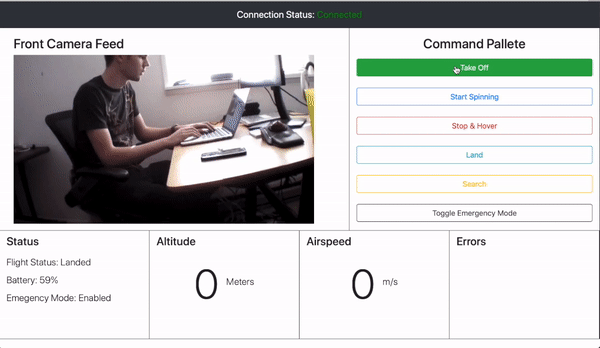 Connection Status: Connected
Front Camera Feed
Command Pallete
Take Off
Start Spinning
Stop & Hover
Land
Search
Toggle Emergency Mode
Status
Flight Status: Landed
Battery: 59%
Emegency Mode: Enabled
Altitude
0 Meters
Airspeed
0 m/s
Errors